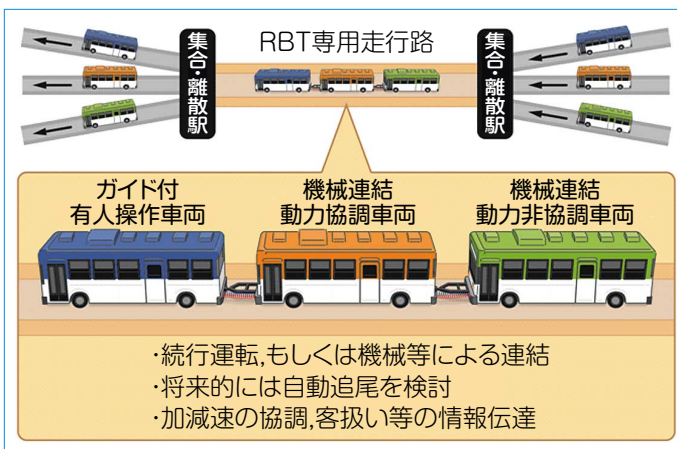 集合・離散駅
RBT専用走行路
集合・離散駅
ガイド付
有人操作車両
機械連結
動力協調車両
機械連結
動力非協調車両
・続行運転,もしくは機械等による連結
・将来的には自動追尾を検討
・加減速の協調,客扱い等の情報伝達